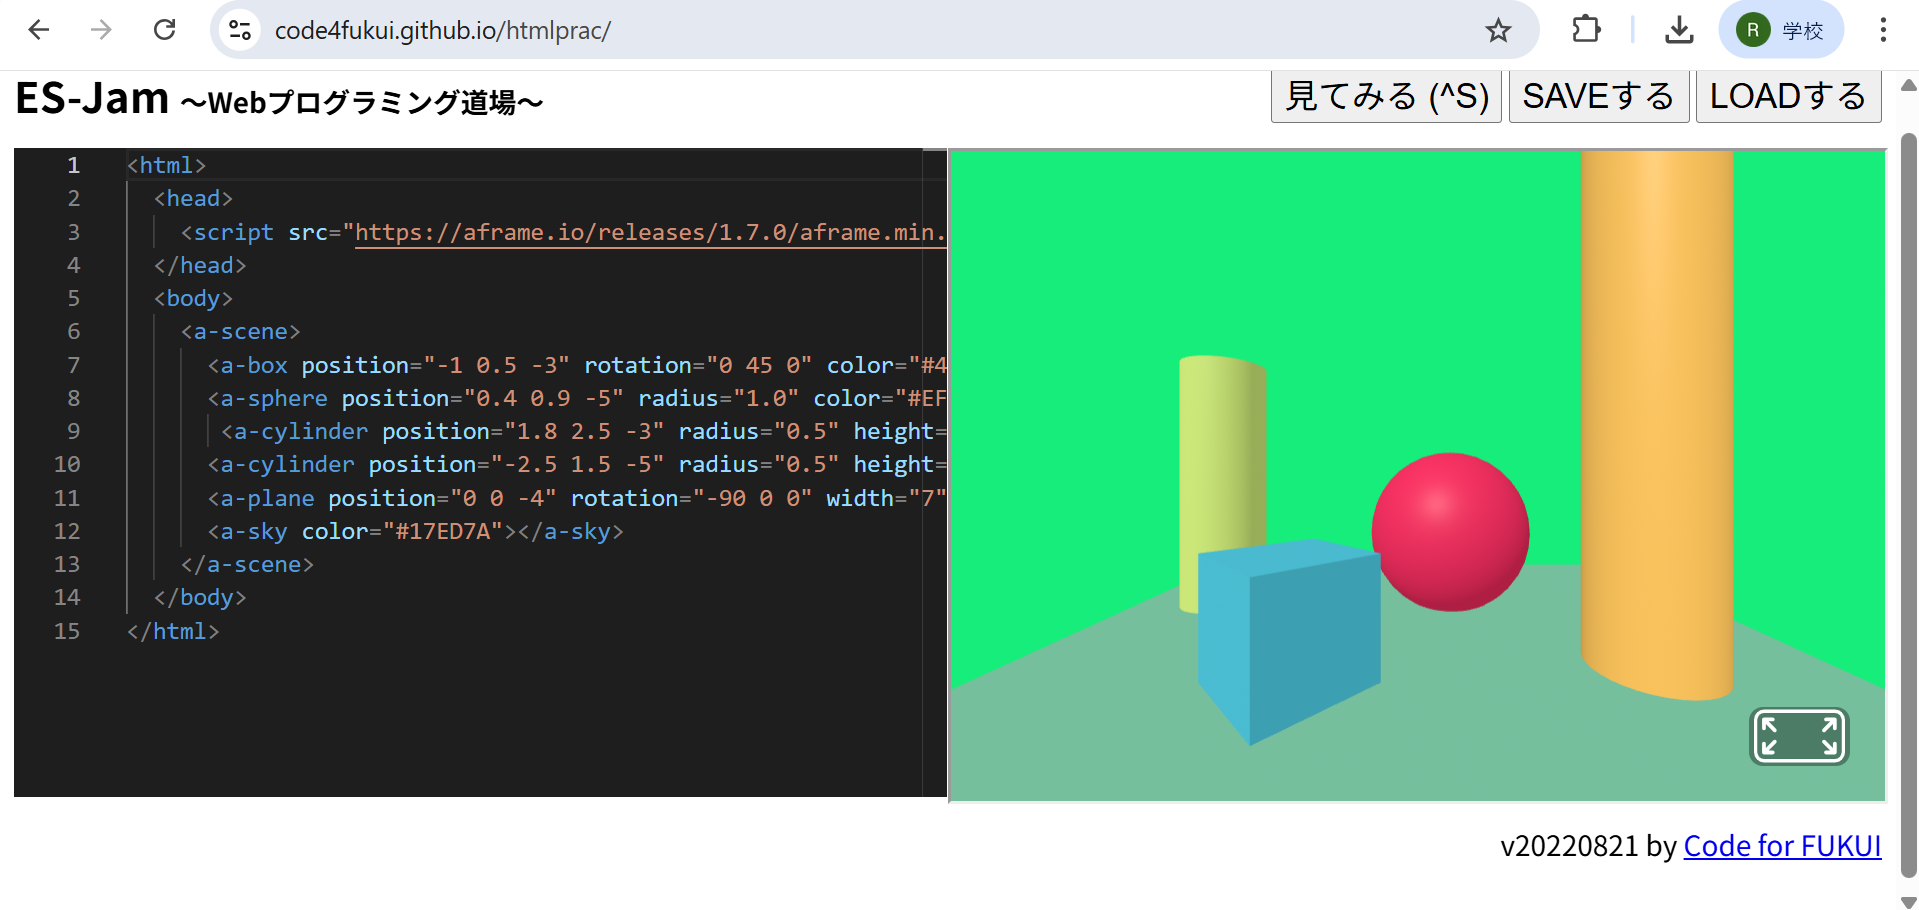 code4fukui.github.io/htmlprac/
R 学校
ES-Jam 〜Webプログラミング道場〜
見てみる (^S) SAVEする LOADする
1 <html>
2 <head>
3 <script src="https://aframe.io/releases/1.7.0/aframe.min.
4 </head>
5 <body>
6 <a-scene>
7 <a-box position="-1 0.5 -3" rotation="0 45 0" color="#4
8 <a-sphere position="0.4 0.9 -5" radius="1.0" color="#EF
9 <a-cylinder position="1.8 2.5 -3" radius="0.5" height=
10 <a-cylinder position="-2.5 1.5 -5" radius="0.5" height=
11 <a-plane position="0 0 -4" rotation="-90 0 0" width="7"
12 <a-sky color="#17ED7A"></a-sky>
13 </a-scene>
14 </body>
15 </html>
v20220821 by Code for FUKUI